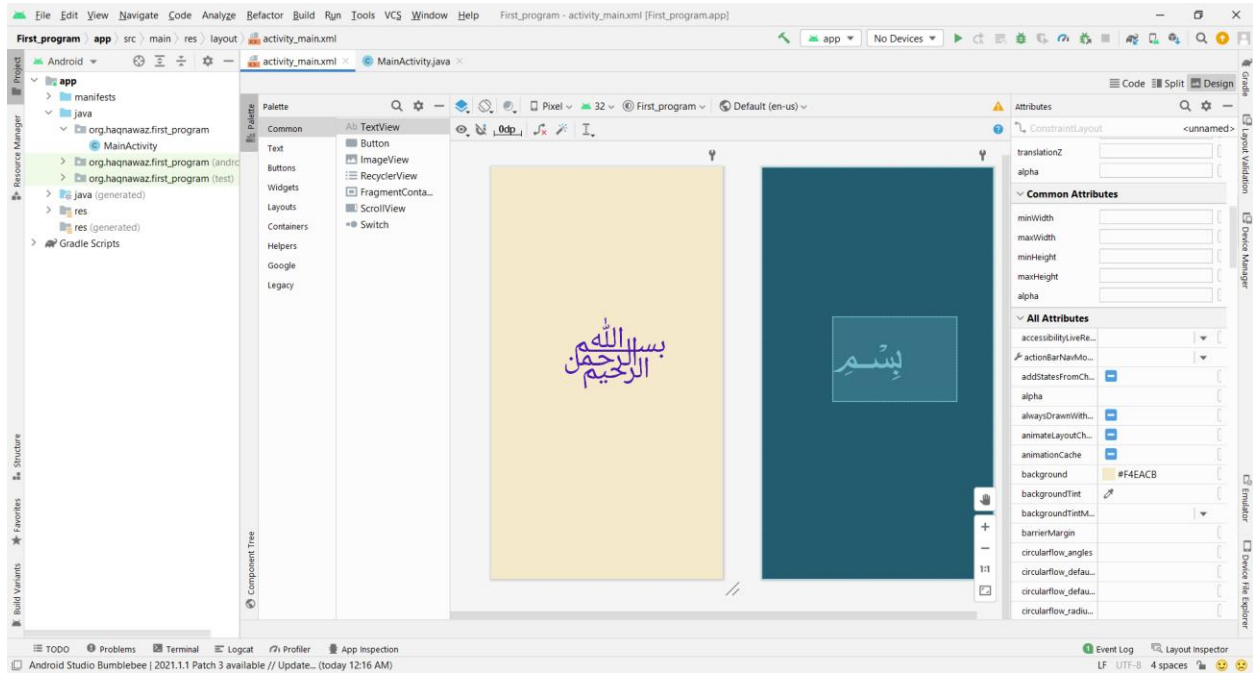 File Edit View Navigate Code Analyze Refactor Build Run Tools VCS Window Help First_program - activity_main.xml [First_program.app]
First_program app src main res layout activity_main.xml
app No Devices
Android
activity_main.xml MainActivity.java
Project
Resource Manager
Structure
Favorites
Build Variants
app
manifests
java
org.haqnawaz.first_program
MainActivity
org.haqnawaz.first_program (andrc
org.haqnawaz.first_program (test)
java (generated)
res
res (generated)
Gradle Scripts
Code Split Design
Palette
Palette
Common
Text
Buttons
Widgets
Layouts
Containers
Helpers
Google
Legacy
Ab TextView
Button
ImageView
RecyclerView
FragmentConta...
ScrollView
Switch
Component Tree
Pixel 32 First_program Default (en-us)
0dp
بسم الله
الرحمن
الرحيم
بِسْمِ
1:1
Attributes
ConstraintLayout <unnamed>
translationZ
alpha
Common Attributes
minWidth
maxWidth
minHeight
maxHeight
alpha
All Attributes
accessibilityLiveRe...
actionBarNavMo...
addStatesFromCh...
alpha
alwaysDrawnWith...
animateLayoutCh...
animationCache
background #F4EACB
backgroundTint
backgroundTintM...
barrierMargin
circularflow_angles
circularflow_defau...
circularflow_defau...
circularflow_radiu...
Gradle
Layout Validation
Device Manager
Emulator
Device File Explorer
TODO Problems Terminal Logcat Profiler App Inspection 1 Event Log Layout Inspector
Android Studio Bumblebee | 2021.1.1 Patch 3 available // Update... (today 12:16 AM) LF UTF-8 4 spaces